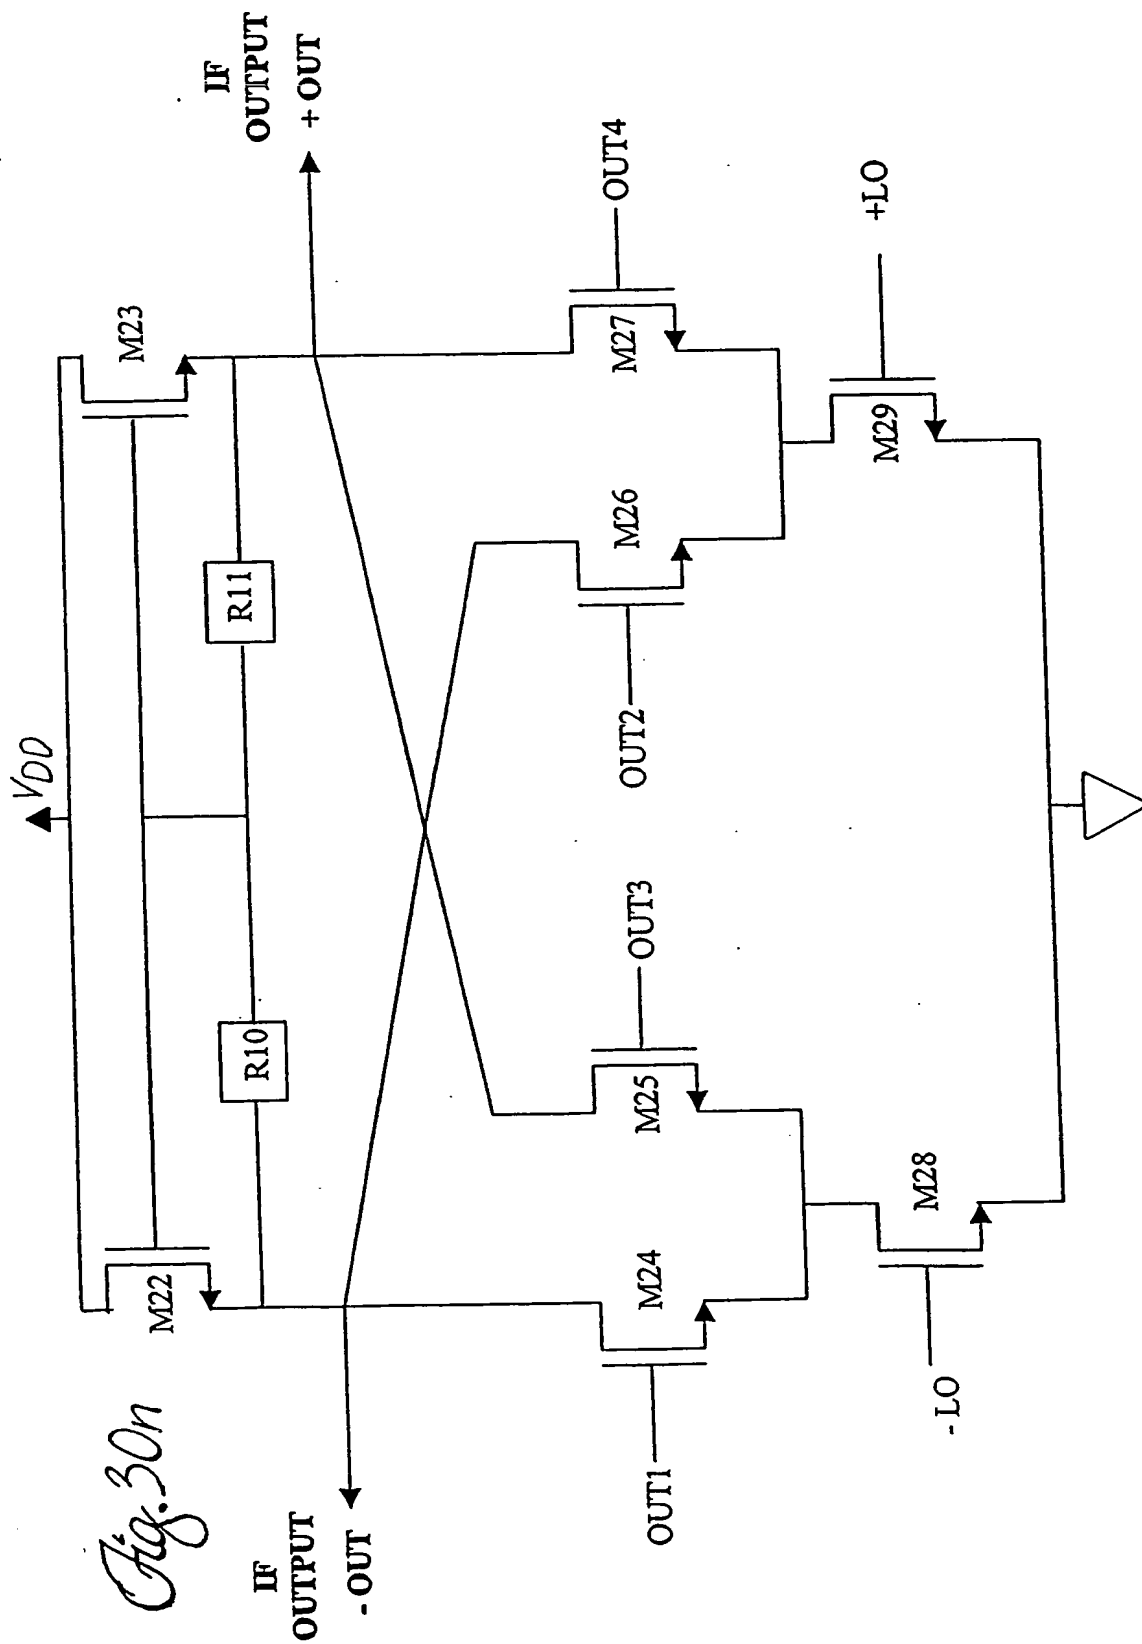 Fig. 30n
VDD
IF
OUTPUT
- OUT
IF
OUTPUT
+ OUT
M22
M23
R10
R11
M24
M25
M26
M27
OUT1
OUT3
OUT2
OUT4
M28
M29
- LO
+LO